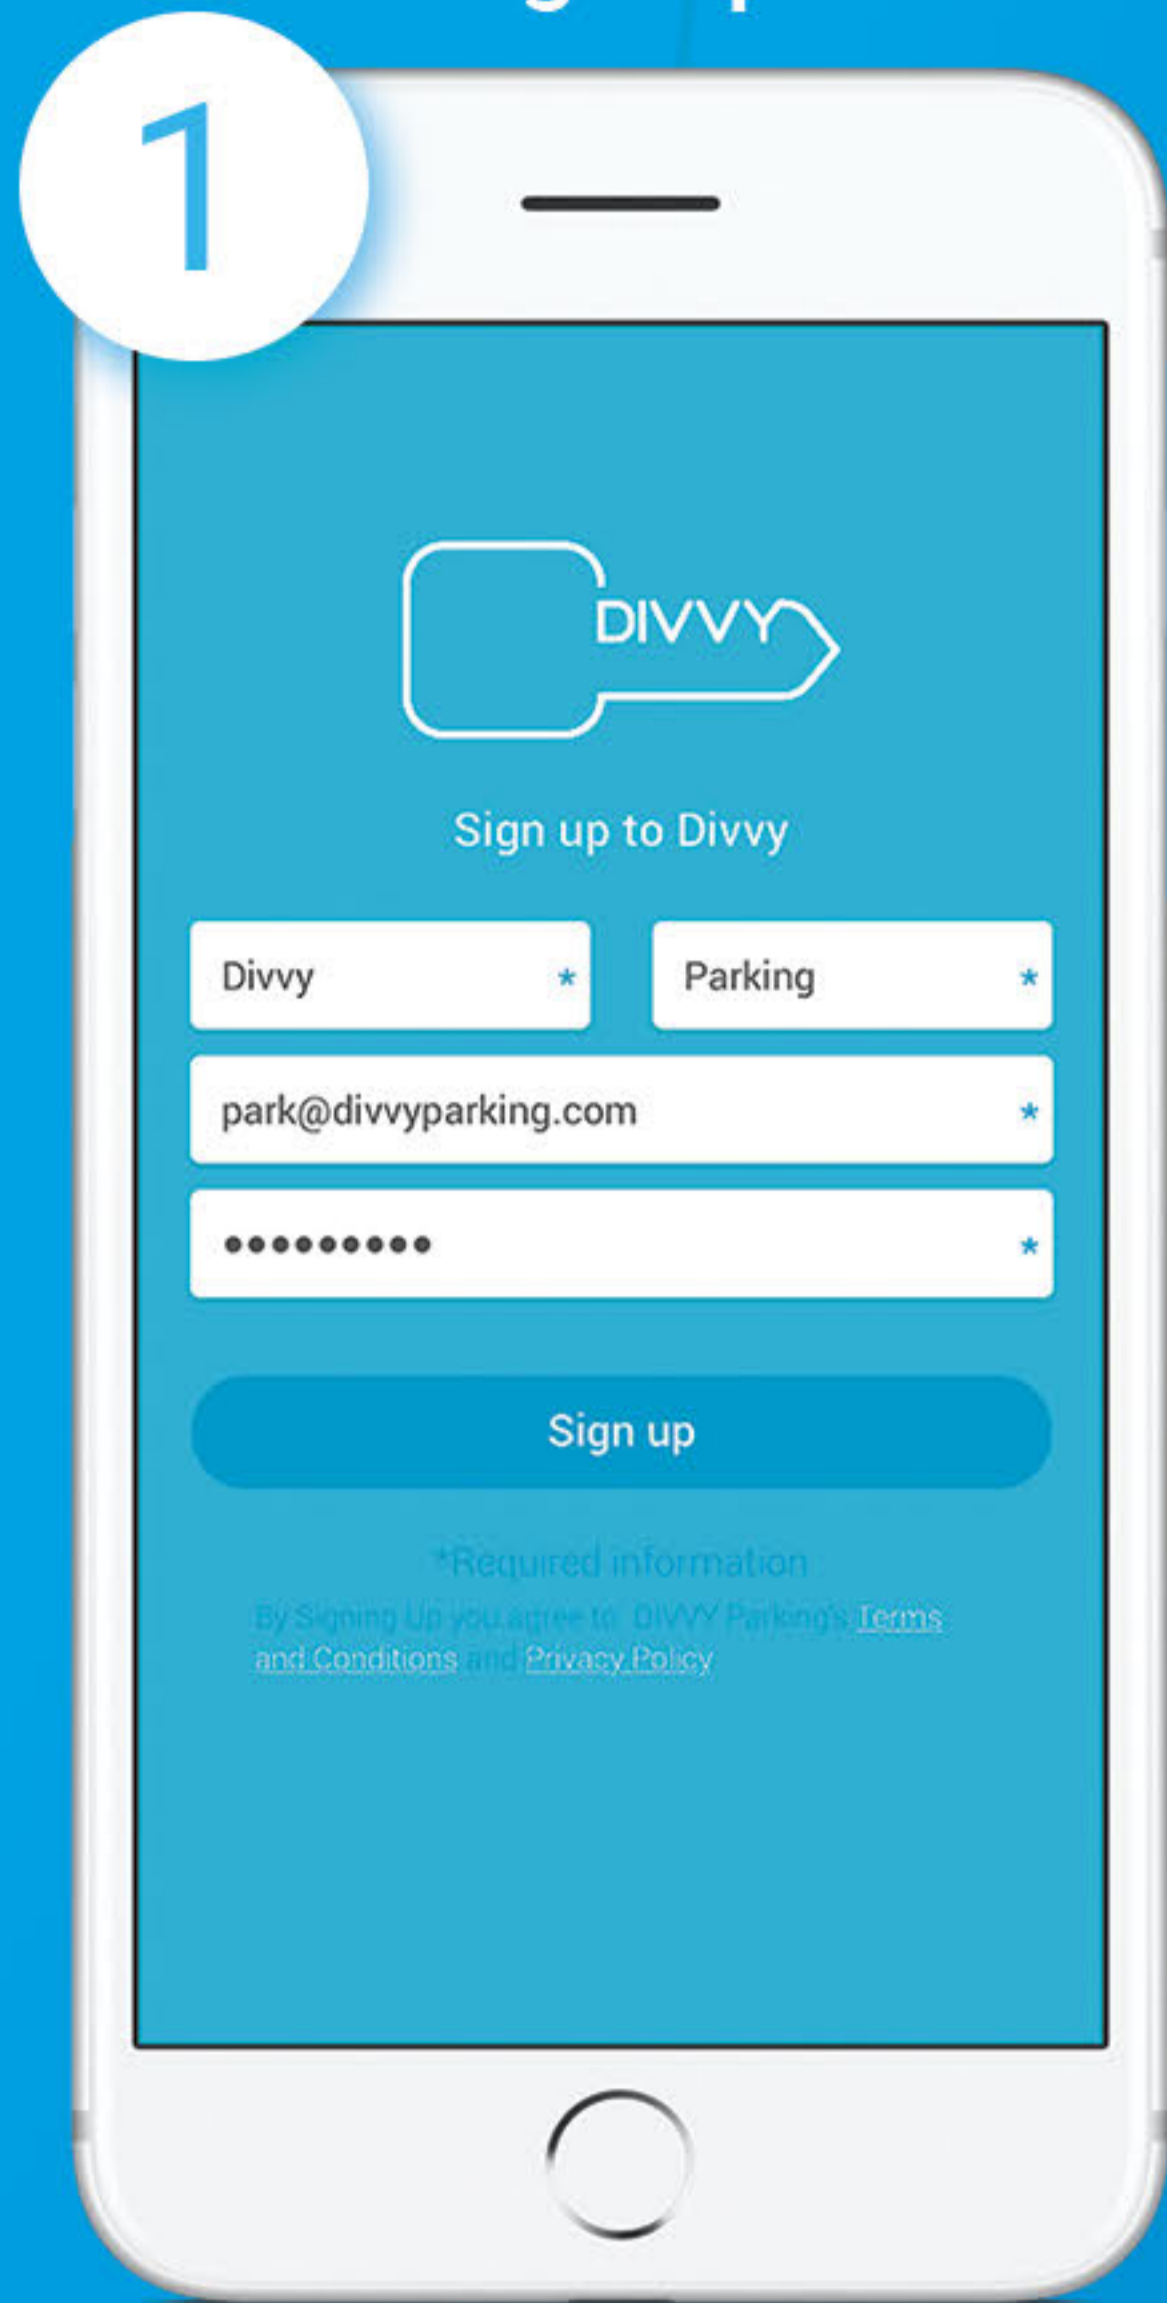 1
DIVVY
Sign up to Divvy
Divvy * Parking *
park@divvyparking.com *
••••••••• *
Sign up
*Required information
By Signing Up you agree to DIVVY Parking's Terms
and Conditions and Privacy Policy